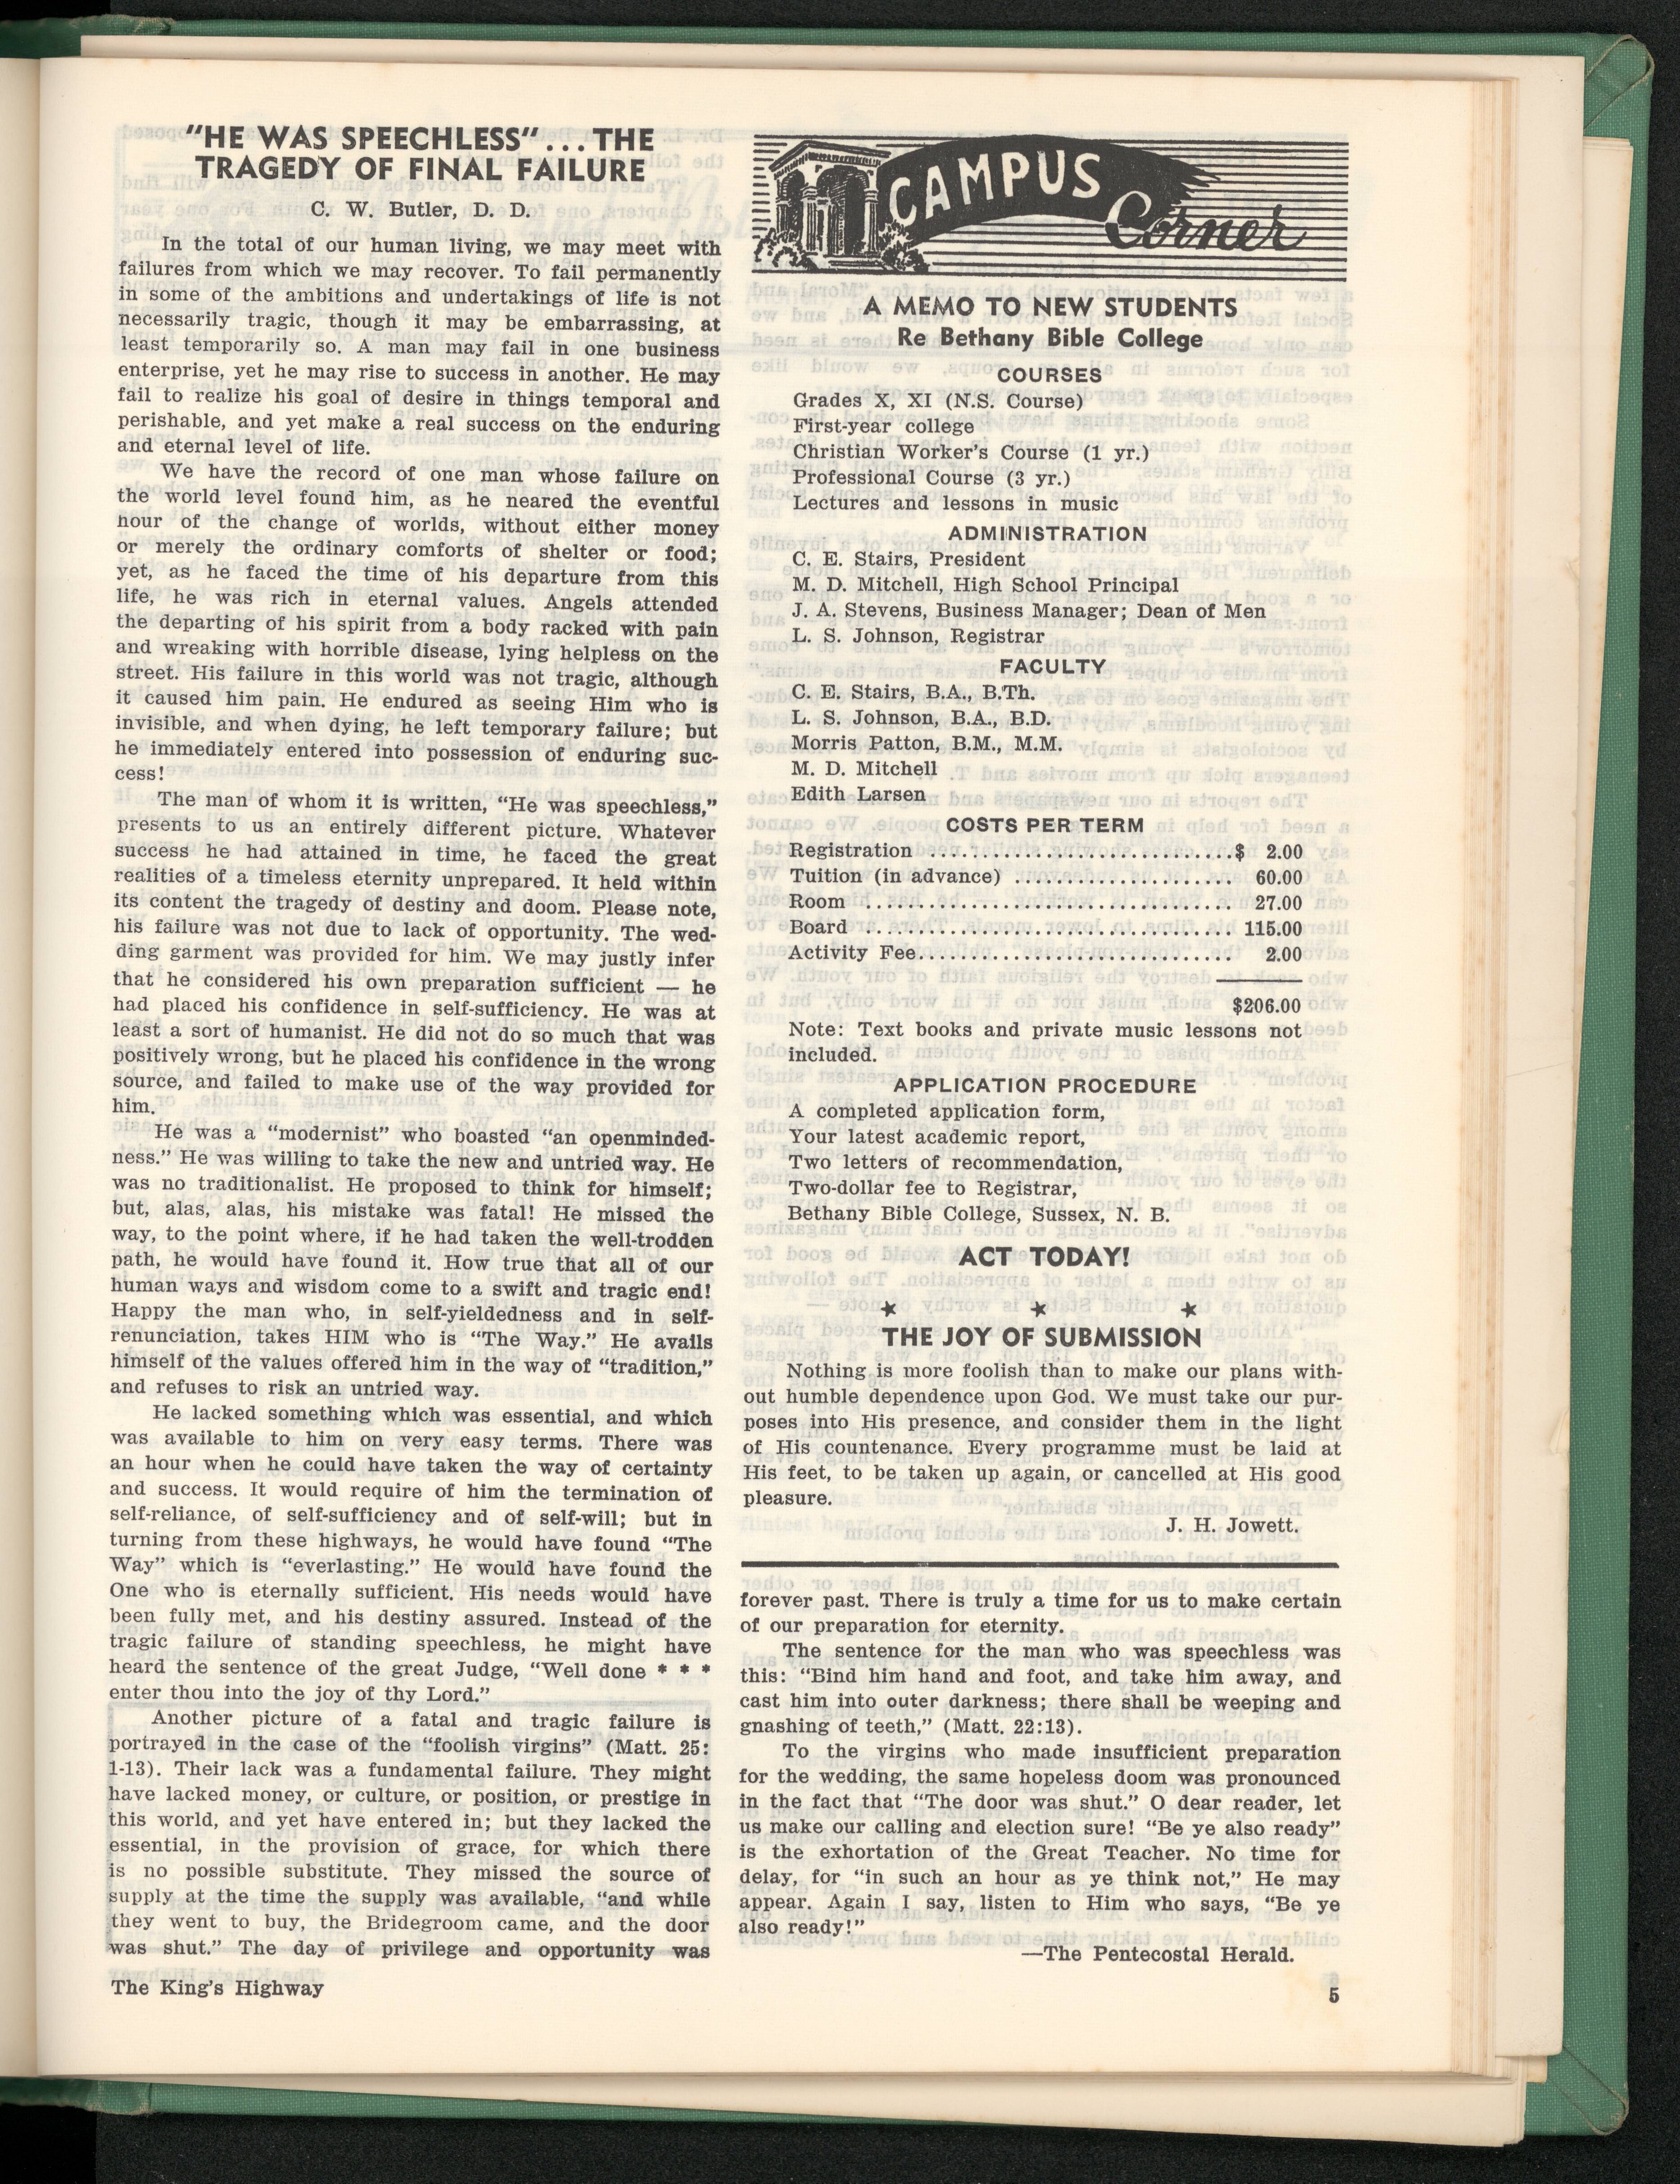 "HE WAS SPEECHLESS" ... THE
TRAGEDY OF FINAL FAILURE
C. W. Butler, D. D.
In the total of our human living, we may meet with
failures from which we may recover. To fail permanently
in some of the ambitions and undertakings of life is not
necessarily tragic, though it may be embarrassing, at
least temporarily so. A man may fail in one business
enterprise, yet he may rise to success in another. He may
fail to realize his goal of desire in things temporal and
perishable, and yet make a real success on the enduring
and eternal level of life.
We have the record of one man whose failure on
the world level found him, as he neared the eventful
hour of the change of worlds, without either money
or merely the ordinary comforts of shelter or food;
yet, as he faced the time of his departure from this
life, he was rich in eternal values. Angels attended
the departing of his spirit from a body racked with pain
and wreaking with horrible disease, lying helpless on the
street. His failure in this world was not tragic, although
it caused him pain. He endured as seeing Him who is
invisible, and when dying, he left temporary failure; but
he immediately entered into possession of enduring suc-
cess!
The man of whom it is written, "He was speechless,"
presents to us an entirely different picture. Whatever
success he had attained in time, he faced the great
realities of a timeless eternity unprepared. It held within
its content the tragedy of destiny and doom. Please note,
his failure was not due to lack of opportunity. The wed-
ding garment was provided for him. We may justly infer
that he considered his own preparation sufficient — he
had placed his confidence in self-sufficiency. He was at
least a sort of humanist. He did not do so much that was
positively wrong, but he placed his confidence in the wrong
source, and failed to make use of the way provided for
him.
He was a "modernist" who boasted "an openminded-
ness." He was willing to take the new and untried way. He
was no traditionalist. He proposed to think for himself;
but, alas, alas, his mistake was fatal! He missed the
way, to the point where, if he had taken the well-trodden
path, he would have found it. How true that all of our
human ways and wisdom come to a swift and tragic end!
Happy the man who, in self-yieldedness and in self-
renunciation, takes HIM who is "The Way." He avails
himself of the values offered him in the way of "tradition,"
and refuses to risk an untried way.
He lacked something which was essential, and which
was available to him on very easy terms. There was
an hour when he could have taken the way of certainty
and success. It would require of him the termination of
self-reliance, of self-sufficiency and of self-will; but in
turning from these highways, he would have found "The
Way" which is "everlasting." He would have found the
One who is eternally sufficient. His needs would have
been fully met, and his destiny assured. Instead of the
tragic failure of standing speechless, he might have
heard the sentence of the great Judge, "Well done * * *
enter thou into the joy of thy Lord."
Another picture of a fatal and tragic failure is
portrayed in the case of the "foolish virgins" (Matt. 25:
1-13). Their lack was a fundamental failure. They might
have lacked money, or culture, or position, or prestige in
this world, and yet have entered in; but they lacked the
essential, in the provision of grace, for which there
is no possible substitute. They missed the source of
supply at the time the supply was available, "and while
they went to buy, the Bridegroom came, and the door
was shut." The day of privilege and opportunity was
The King's Highway
CAMPUS
Corner
A MEMO TO NEW STUDENTS
Re Bethany Bible College
COURSES
Grades X, XI (N.S. Course)
First-year college
Christian Worker's Course (1 yr.)
Professional Course (3 yr.)
Lectures and lessons in music
ADMINISTRATION
C. E. Stairs, President
M. D. Mitchell, High School Principal
J. A. Stevens, Business Manager; Dean of Men
L. S. Johnson, Registrar
FACULTY
C. E. Stairs, B.A., B.Th.
L. S. Johnson, B.A., B.D.
Morris Patton, B.M., M.M.
M. D. Mitchell
Edith Larsen
COSTS PER TERM
Registration ..............................$ 2.00
Tuition (in advance) ...................... 60.00
Room ..................................... 27.00
Board ..................................... 115.00
Activity Fee................................ 2.00
$206.00
Note: Text books and private music lessons not
included.
APPLICATION PROCEDURE
A completed application form,
Your latest academic report,
Two letters of recommendation,
Two-dollar fee to Registrar,
Bethany Bible College, Sussex, N. B.
ACT TODAY!
★ ★ ★
THE JOY OF SUBMISSION
Nothing is more foolish than to make our plans with-
out humble dependence upon God. We must take our pur-
poses into His presence, and consider them in the light
of His countenance. Every programme must be laid at
His feet, to be taken up again, or cancelled at His good
pleasure.
J. H. Jowett.
forever past. There is truly a time for us to make certain
of our preparation for eternity.
The sentence for the man who was speechless was
this: "Bind him hand and foot, and take him away, and
cast him into outer darkness; there shall be weeping and
gnashing of teeth," (Matt. 22:13).
To the virgins who made insufficient preparation
for the wedding, the same hopeless doom was pronounced
in the fact that "The door was shut." O dear reader, let
us make our calling and election sure! "Be ye also ready"
is the exhortation of the Great Teacher. No time for
delay, for "in such an hour as ye think not," He may
appear. Again I say, listen to Him who says, "Be ye
also ready!"
—The Pentecostal Herald.
5